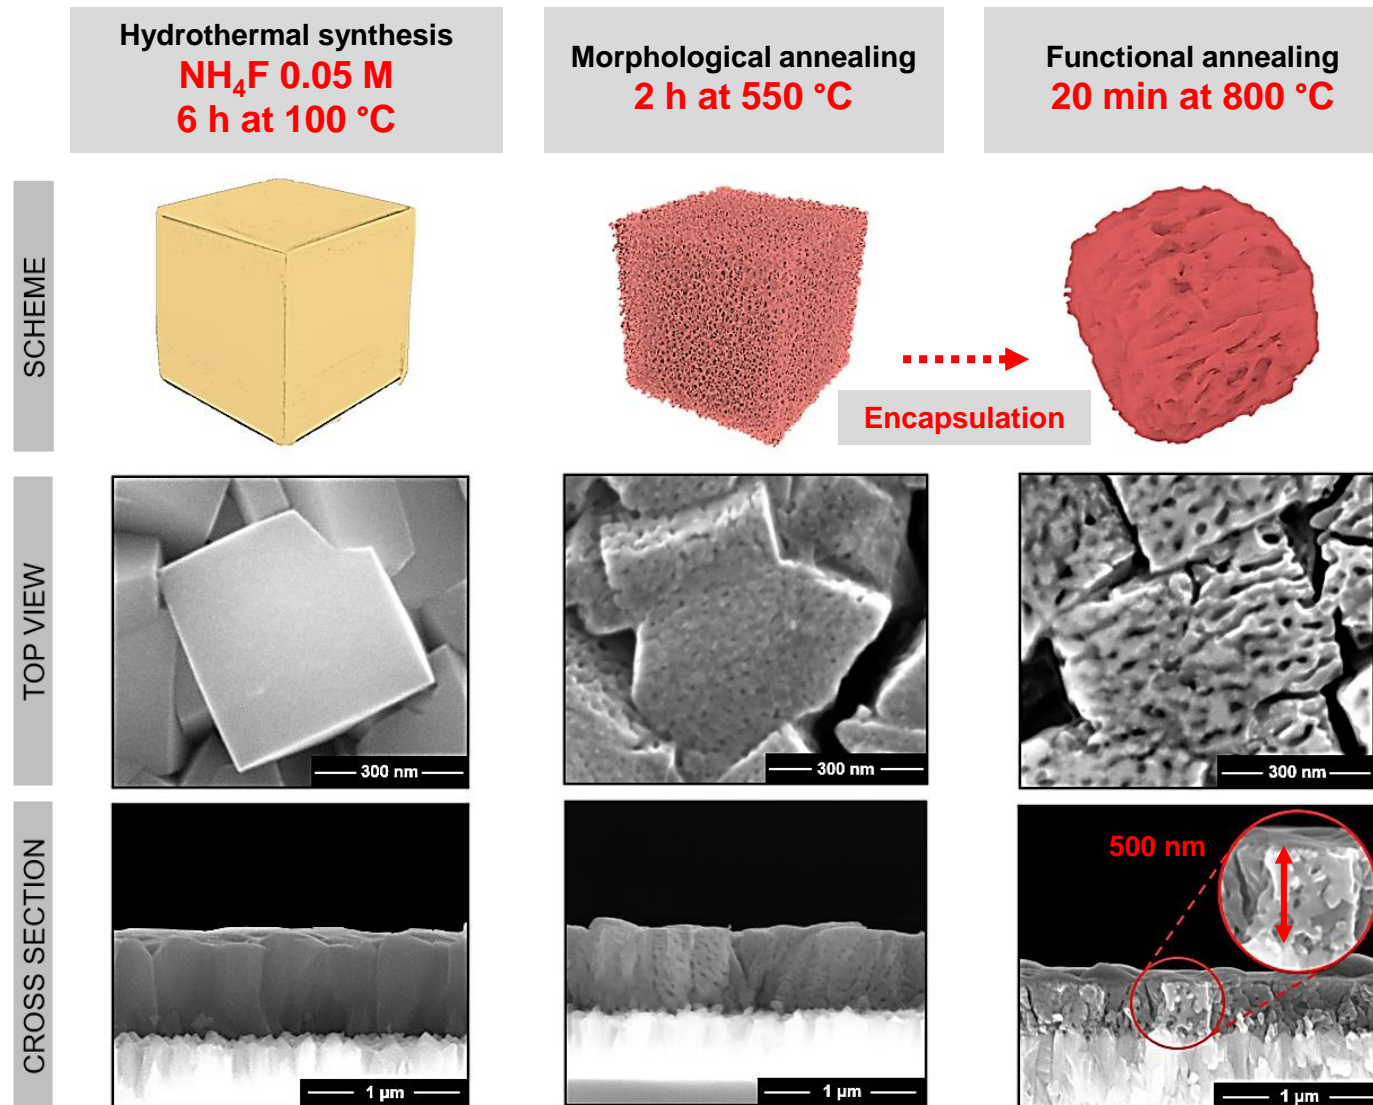 Hydrothermal synthesis
NH₄F 0.05 M
6 h at 100 °C
Morphological annealing
2 h at 550 °C
Functional annealing
20 min at 800 °C
SCHEME
Encapsulation
TOP VIEW
300 nm
300 nm
300 nm
CROSS SECTION
500 nm
1 µm
1 µm
1 µm